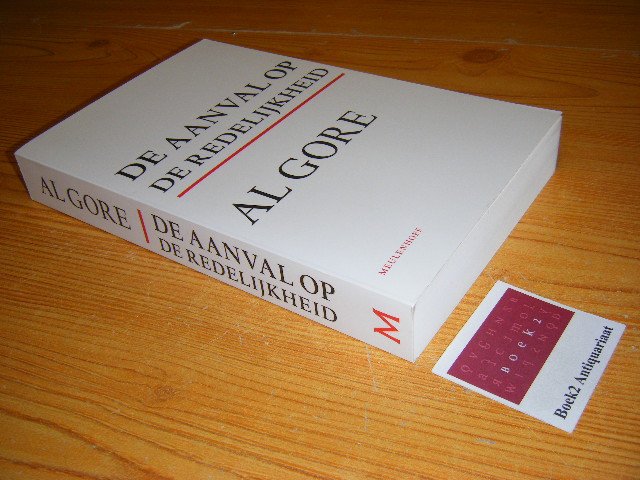 DE AANVAL OP
DE REDELIJKHEID
AL GORE
MEULENHOFF
AL GORE
DE AANVAL OP
DE REDELIJKHEID
M
BOEK2
Boek2 Antiquariaat